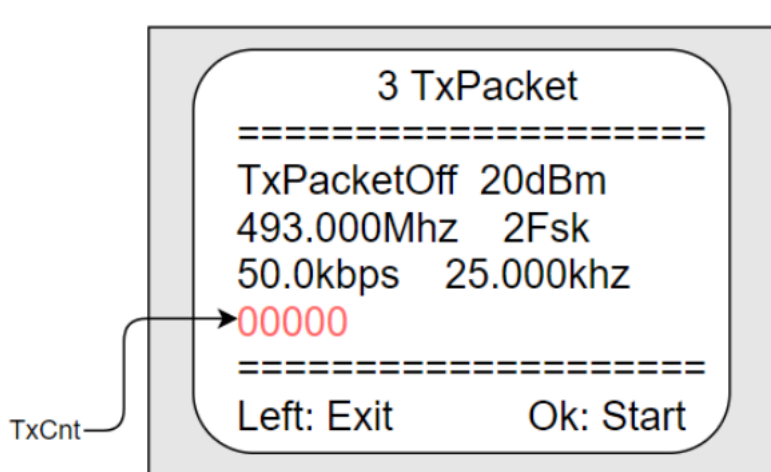 3 TxPacket
====================
TxPacketOff 20dBm
493.000Mhz 2Fsk
50.0kbps 25.000khz
00000
====================
Left: Exit Ok: Start
TxCnt